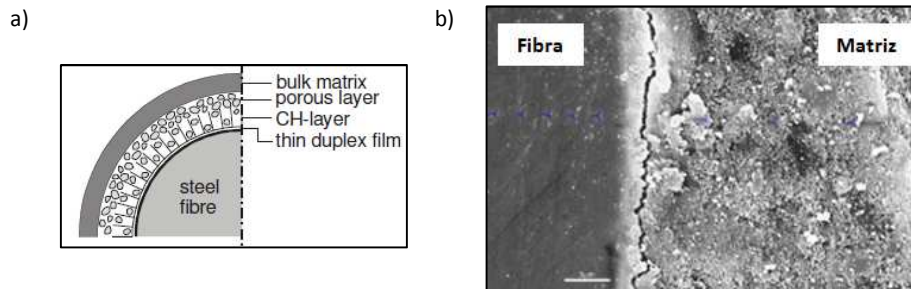 a)
bulk matrix
porous layer
CH-layer
thin duplex film
steel
fibre
b)
Fibra
Matriz